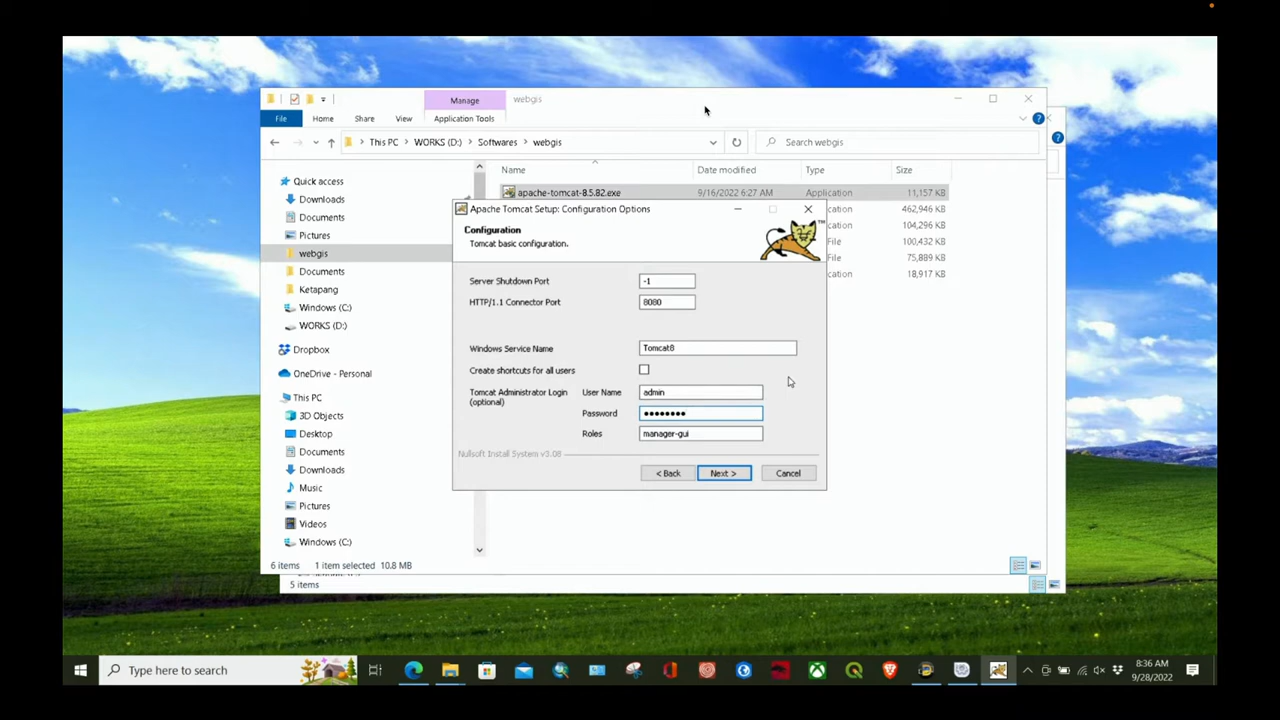 Manage
webgis
File
Home
Share
View
Application Tools
This PC
WORKS (D:)
Softwares
webgis
Search webgis
Name
Date modified
Type
Size
Quick access
Downloads
Documents
Pictures
webgis
Documents
Ketapang
Windows (C:)
WORKS (D:)
Dropbox
OneDrive - Personal
This PC
3D Objects
Desktop
Documents
Downloads
Music
Pictures
Videos
Windows (C:)
apache-tomcat-8.5.82.exe
9/16/2022 6:27 AM
Application
11,157 KB
cation
462,946 KB
cation
104,296 KB
File
100,432 KB
File
75,889 KB
cation
18,917 KB
Apache Tomcat Setup: Configuration Options
Configuration
Tomcat basic configuration.
TM
Server Shutdown Port
-1
HTTP/1.1 Connector Port
8080
Windows Service Name
Tomcat8
Create shortcuts for all users
Tomcat Administrator Login
(optional)
User Name
admin
Password
●●●●●●●●
Roles
manager-gui
Nullsoft Install System v3.08
< Back
Next >
Cancel
6 items
1 item selected 10.8 MB
5 items
Type here to search
8:36 AM
9/28/2022